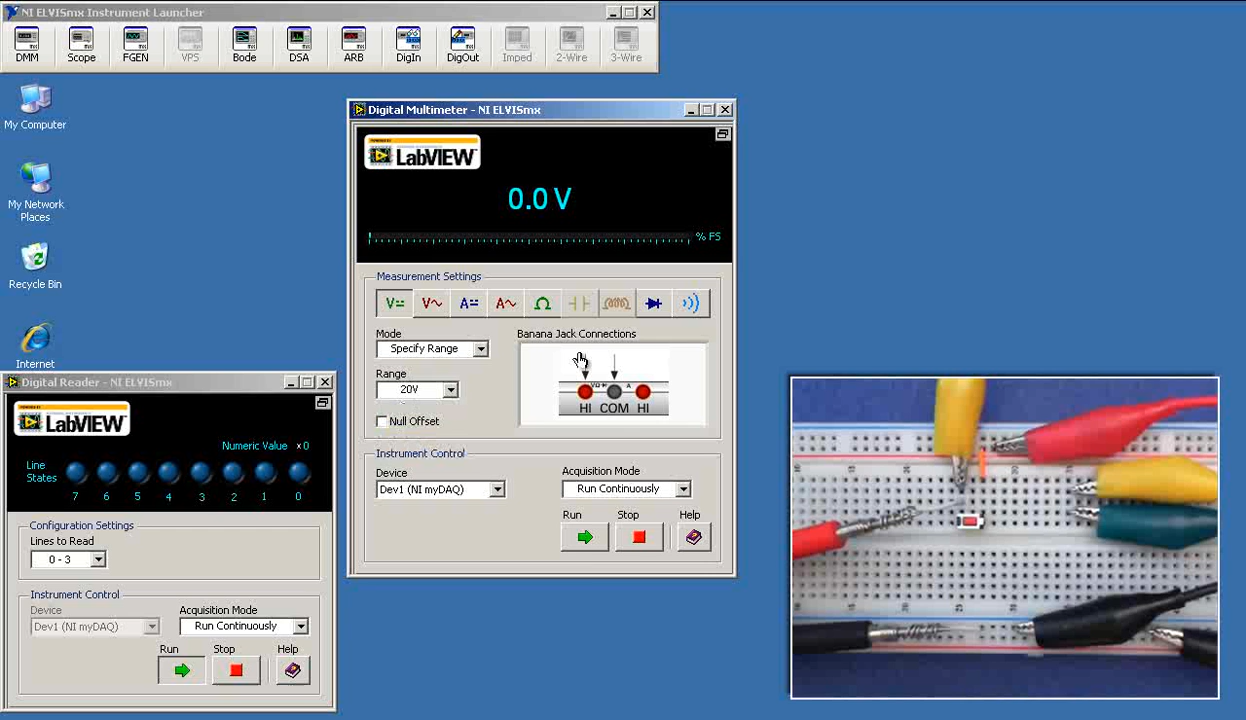 NI ELVISmx Instrument Launcher
DMM Scope FGEN VPS Bode DSA ARB DigIn DigOut Imped 2-Wire 3-Wire
My Computer
My Network
Places
Recycle Bin
Internet
Digital Multimeter - NI ELVISmx
LabVIEW
0.0 V
% FS
Measurement Settings
V= V~ A= A~ Ω
Mode
Specify Range
Banana Jack Connections
Range
20V
VΩ A
HI COM HI
Null Offset
Instrument Control
Device
Dev1 (NI myDAQ)
Acquisition Mode
Run Continuously
Run Stop Help
Digital Reader - NI ELVISmx
LabVIEW
Numeric Value x 0
Line
States
7 6 5 4 3 2 1 0
Configuration Settings
Lines to Read
0 - 3
Instrument Control
Device
Dev1 (NI myDAQ)
Acquisition Mode
Run Continuously
Run Stop Help